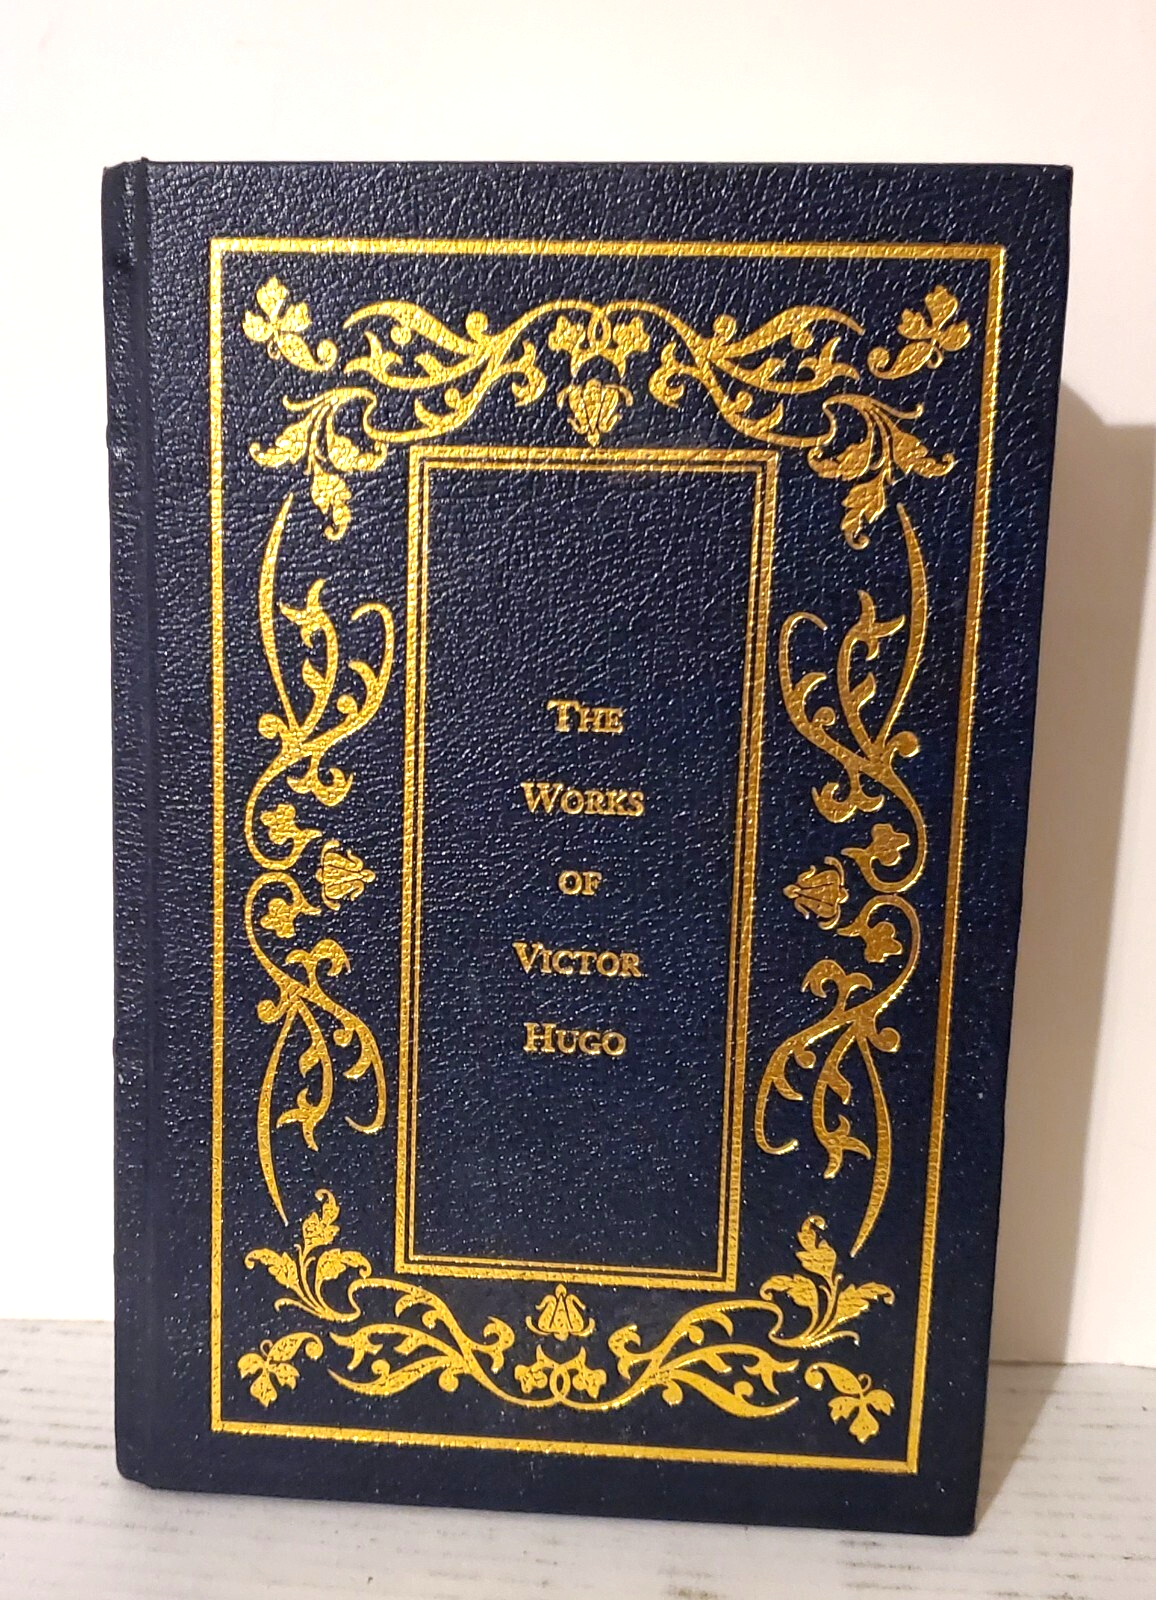 The
Works
of
Victor
Hugo